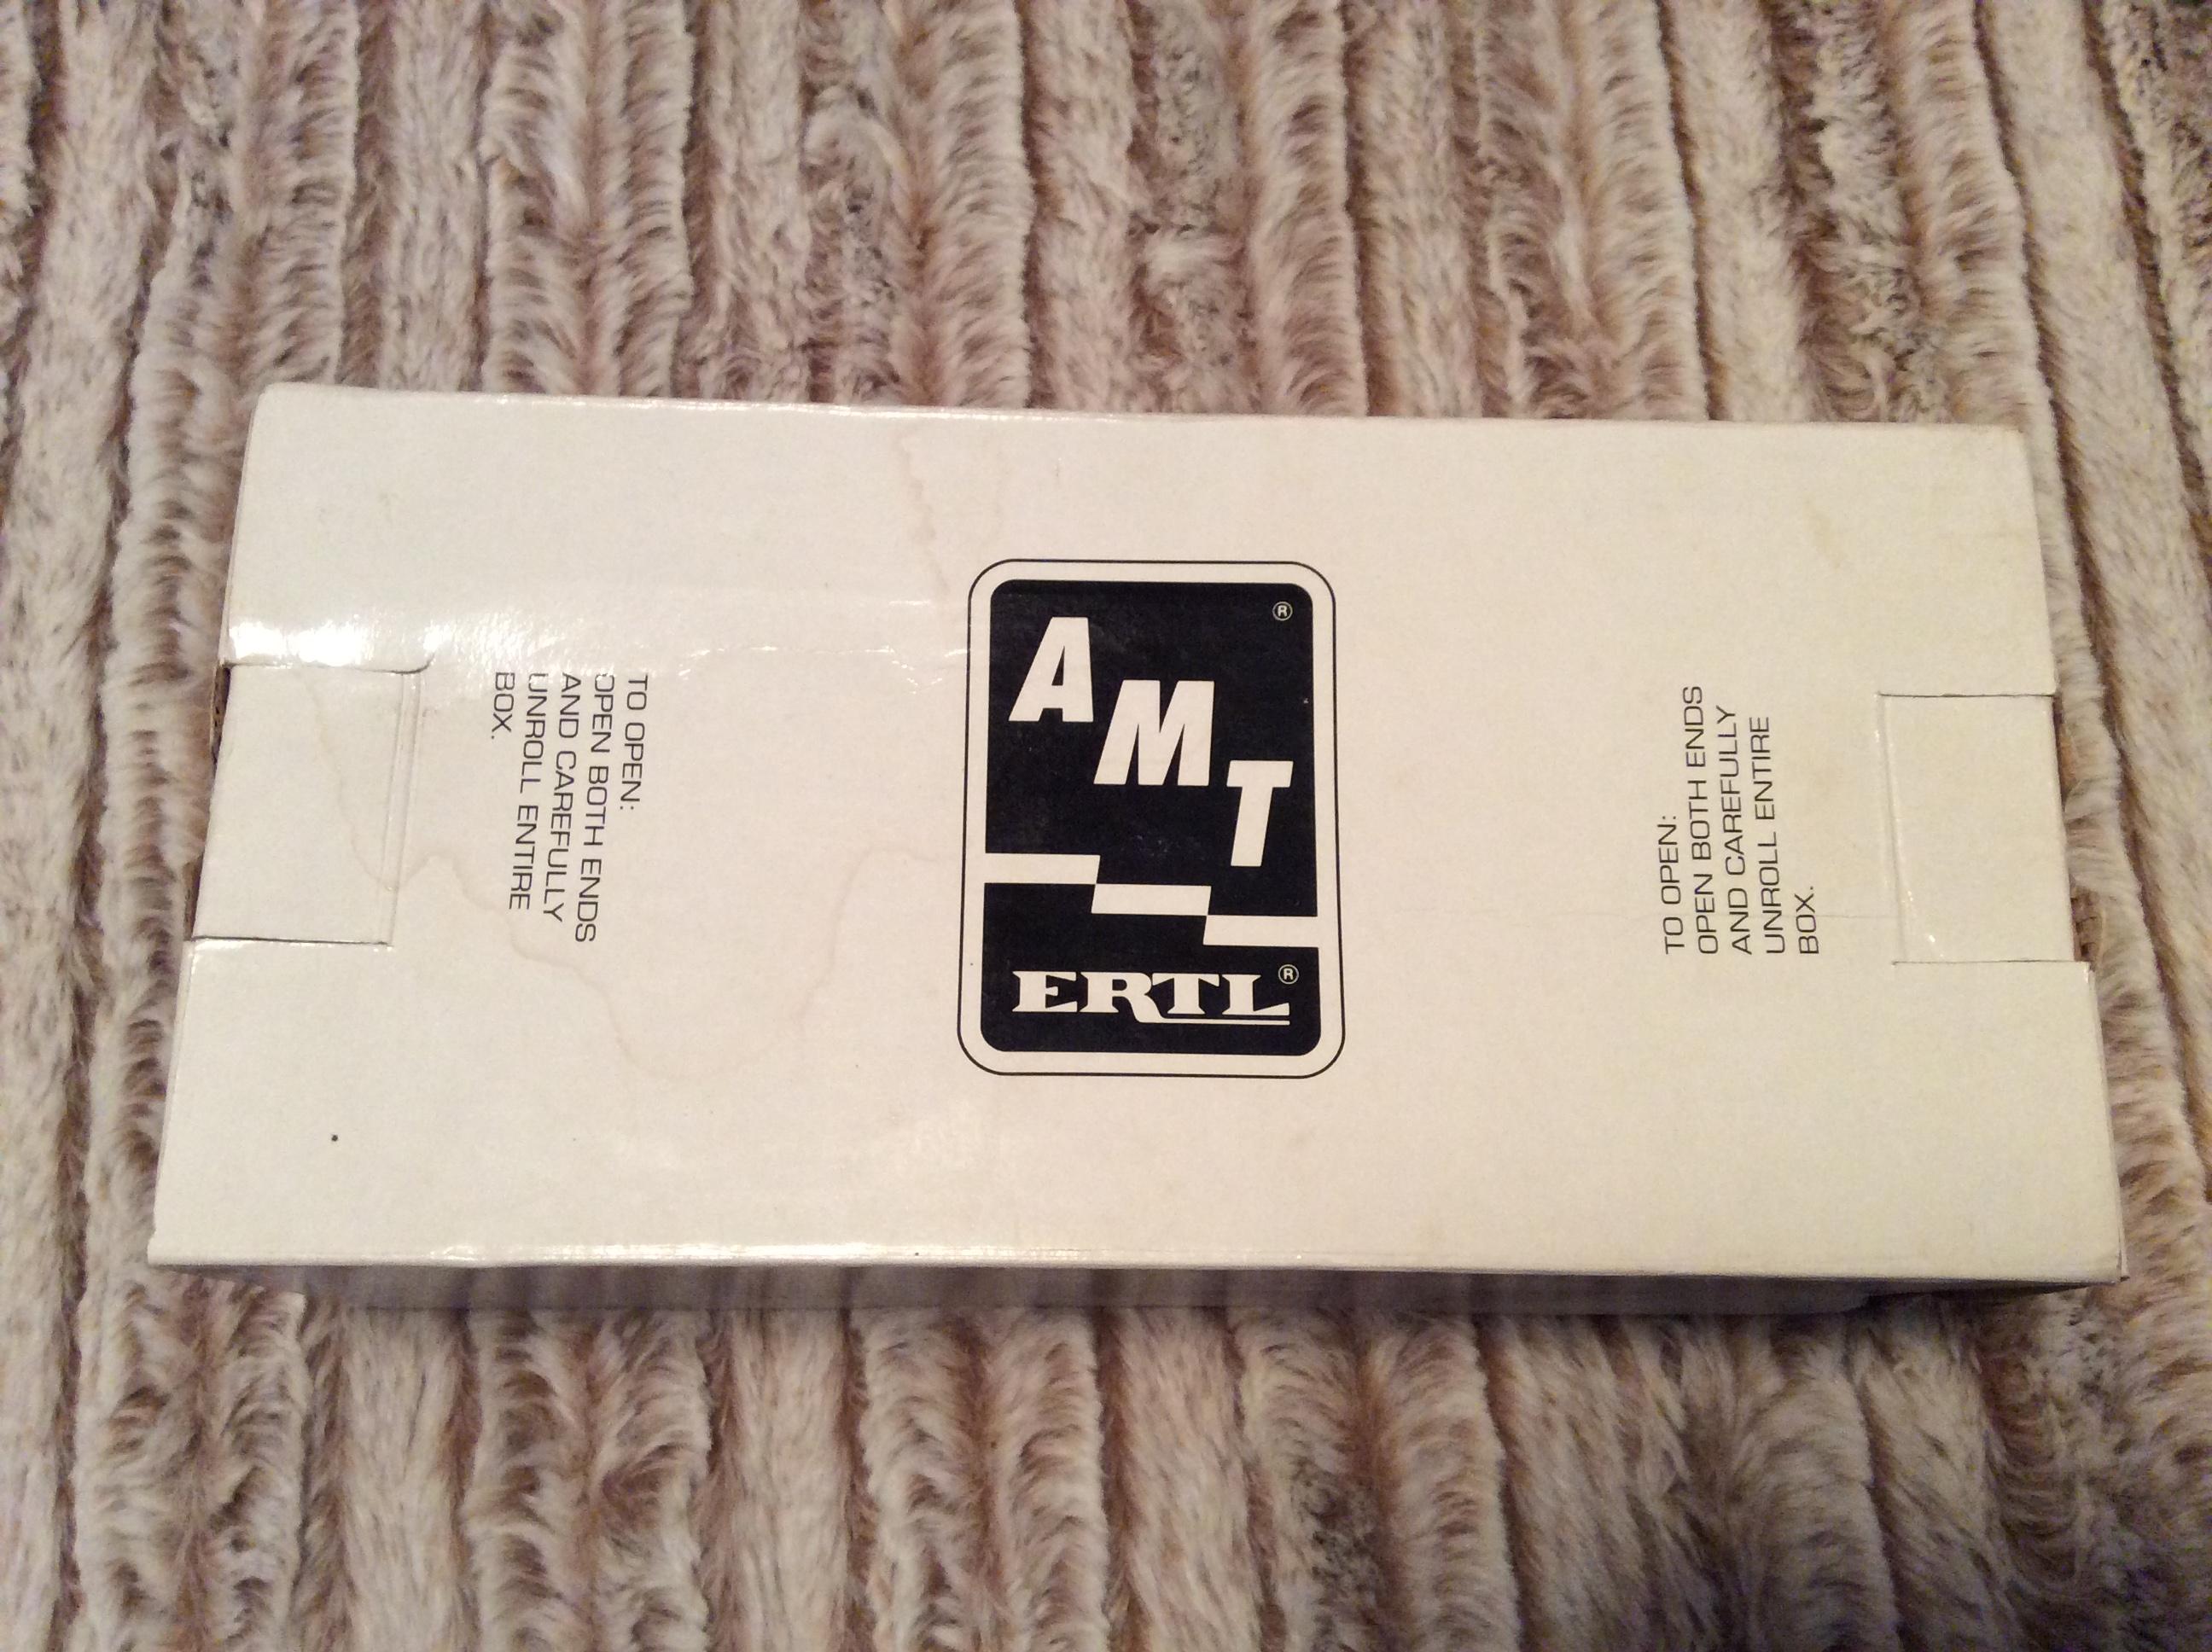 TO OPEN:
OPEN BOTH ENDS
AND CAREFULLY
UNROLL ENTIRE
BOX.
®
AMT
ERTL®
TO OPEN:
OPEN BOTH ENDS
AND CAREFULLY
UNROLL ENTIRE
BOX.